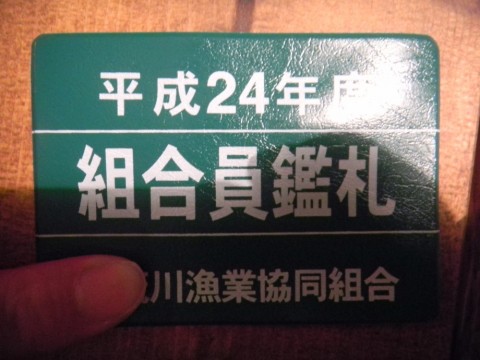 平成24年度
組合員鑑札
川漁業協同組合